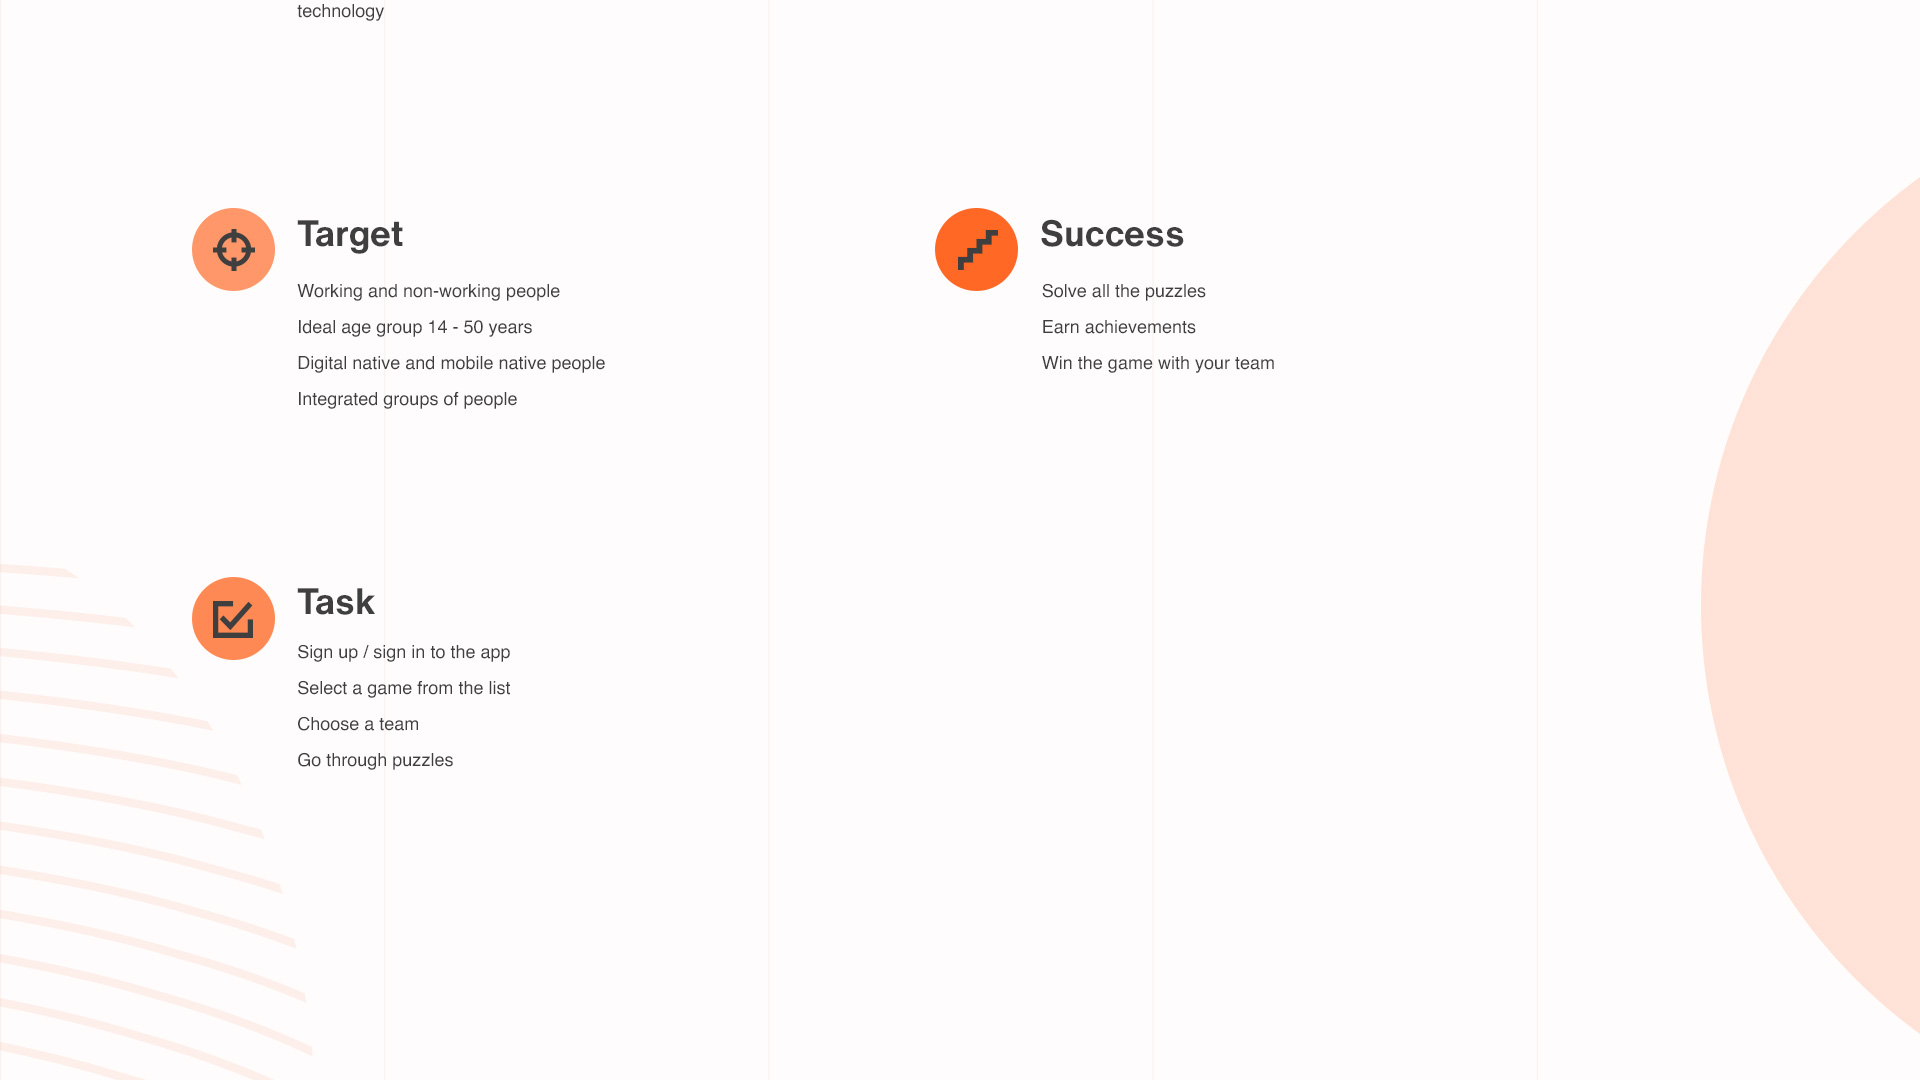 technology
Target
Working and non-working people
Ideal age group 14 - 50 years
Digital native and mobile native people
Integrated groups of people
Success
Solve all the puzzles
Earn achievements
Win the game with your team
Task
Sign up / sign in to the app
Select a game from the list
Choose a team
Go through puzzles